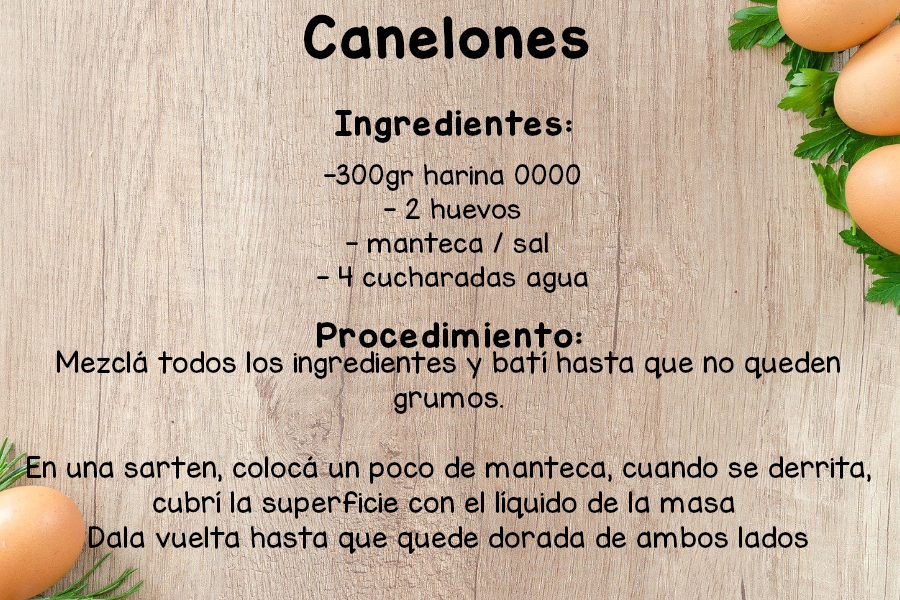 Canelones
Ingredientes:
-300gr harina 0000
- 2 huevos
- manteca / sal
- 4 cucharadas agua
Procedimiento:
Mezclá todos los ingredientes y batí hasta que no queden
grumos.
En una sarten, colocá un poco de manteca, cuando se derrita,
cubrí la superficie con el líquido de la masa
Dala vuelta hasta que quede dorada de ambos lados